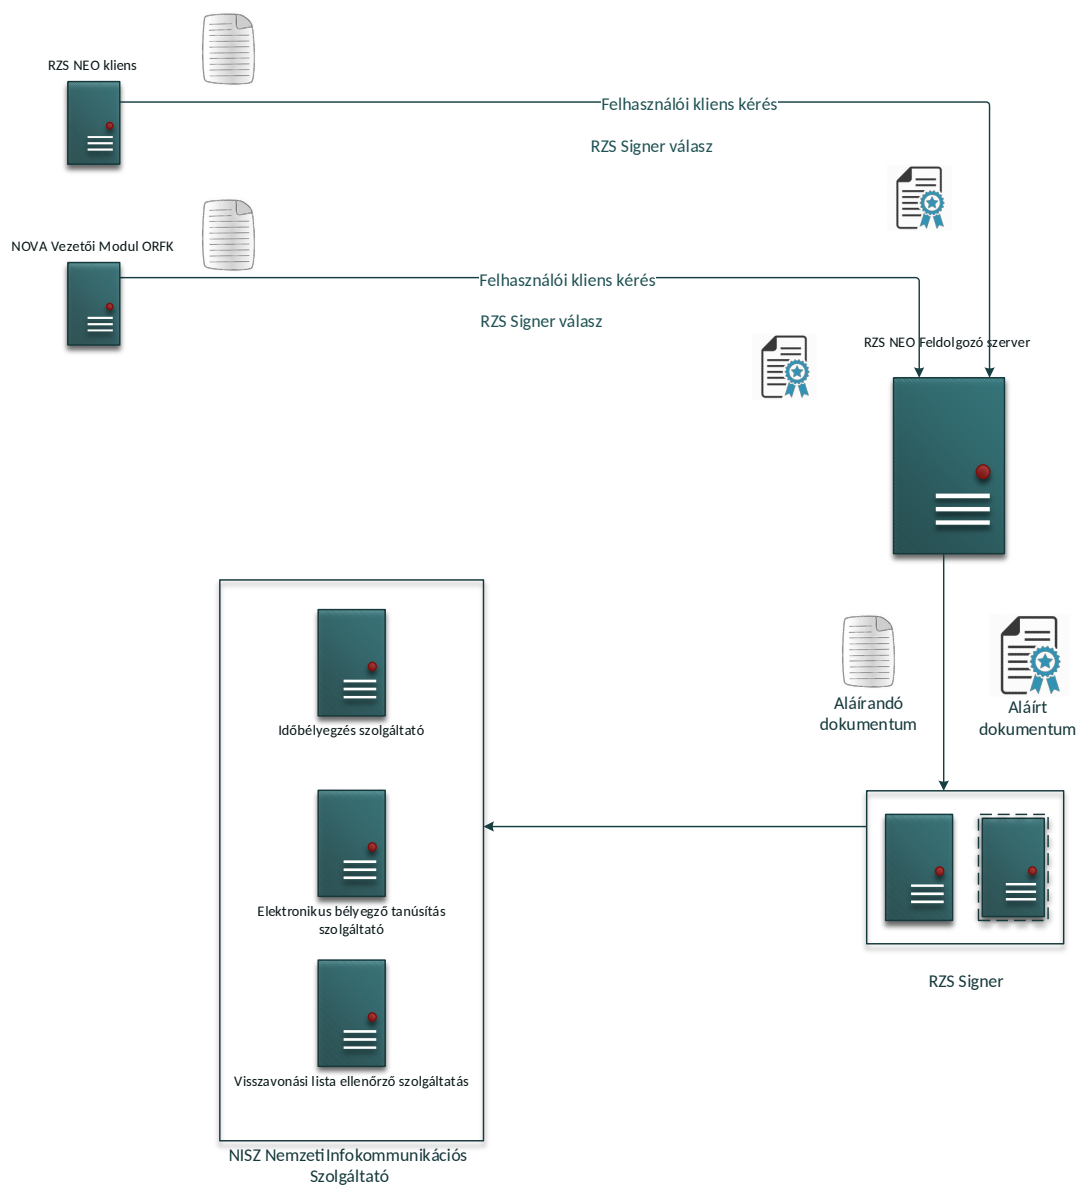 RZS NEO kliens
Felhasználói kliens kérés
RZS Signer válasz
NOVA Vezetői Modul ORFK
Felhasználói kliens kérés
RZS Signer válasz
RZS NEO Feldolgozó szerver
Aláírandó
dokumentum
Aláírt
dokumentum
Időbélyegzés szolgáltató
Elektronikus bélyegző tanúsítás
szolgáltató
RZS Signer
Visszavonási lista ellenőrző szolgáltatás
NISZ Nemzeti Infokommunikációs
Szolgáltató